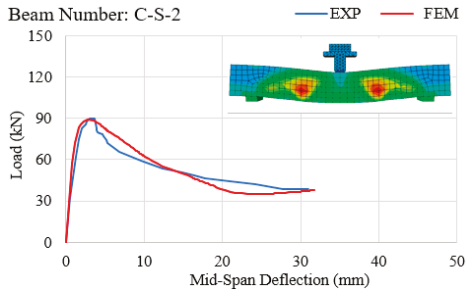 Beam Number: C-S-2
EXP
FEM
150
120
90
60
30
0
Load (kN)
0 10 20 30 40 50
Mid-Span Deflection (mm)